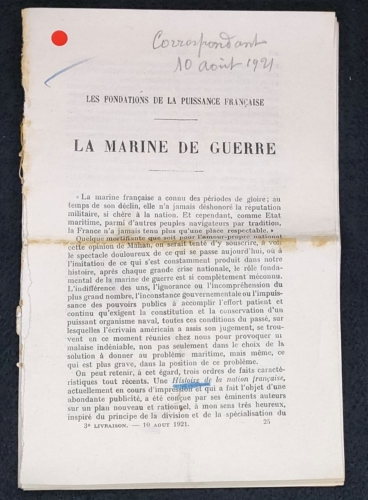 Correspondant
10 août 1921
LES FONDATIONS DE LA PUISSANCE FRANÇAISE
LA MARINE DE GUERRE
« La marine française a connu des périodes de gloire; au
temps de son déclin, elle n'a jamais déshonoré la réputation
militaire, si chère à la nation. Et cependant, comme Etat
maritime, parmi d'autres peuples navigateurs par tradition,
la France n'a jamais tenu plus qu'une place respectable. »
Quelque mortifiante que soit pour l'amour-propre national
cette opinion de Mahan, on serait tenté d'y souscrire, à voir
le spectacle douloureux de ce qui se passe aujourd'hui, où à
l'imitation de ce qui s'est constamment produit dans notre
histoire, après chaque grande crise nationale, le rôle fonda-
mental de la marine de guerre est si complètement méconnu.
L'indifférence des uns, l'ignorance ou l'incompréhension du
plus grand nombre, l'inconstance gouvernementale ou l'impuis-
sance des pouvoirs publics à accomplir l'effort patient et
continu qu'exigent la constitution et la conservation d'un
puissant organisme naval, toutes ces conditions du passé, sur
lesquelles l'écrivain américain a assis son jugement, se trou-
vent en ce moment réunies chez nous pour provoquer un
malaise indéniable, non pas seulement dans le choix de la
solution à donner au problème maritime, mais même, ce
qui est plus grave, dans la position de ce problème.
On peut retenir, à cet égard, trois ordres de faits caracté-
ristiques tout récents. Une Histoire de la nation française,
actuellement en cours d'impression et qui a fait l'objet d'une
abondante publicité, a été conçue par ses éminents auteurs
sur un plan nouveau et rationnel, à mon sens très heureux,
inspiré du principe de la division et de la spécialisation du
3e LIVRAISON. — 10 AOUT 1921. 25